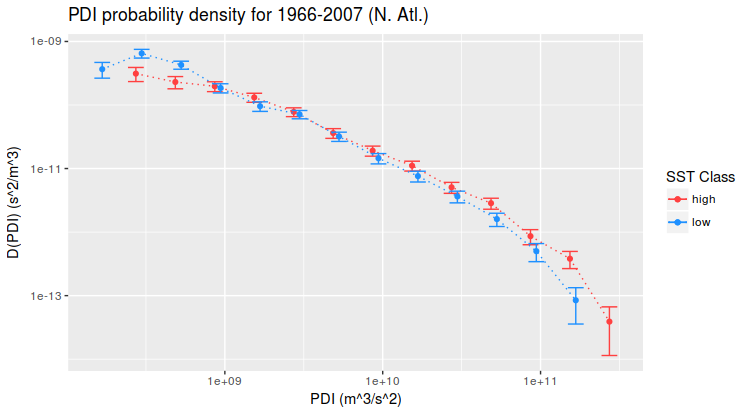 PDI probability density for 1966-2007 (N. Atl.)
D(PDI) (s^2/m^3)
1e-09
1e-11
1e-13
1e+09
1e+10
1e+11
PDI (m^3/s^2)
SST Class
high
low